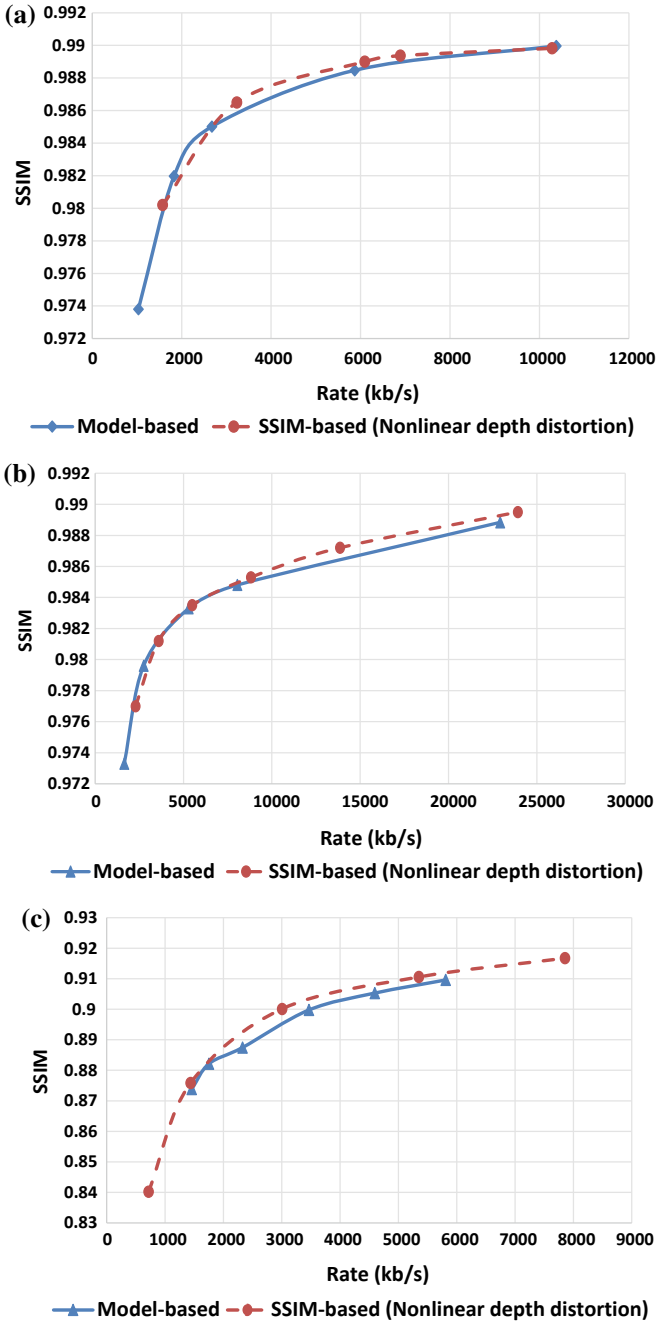 (a)
0.992
0.99
0.988
0.986
0.984
0.982
0.98
0.978
0.976
0.974
0.972
SSIM
0 2000 4000 6000 8000 10000 12000
Rate (kb/s)
Model-based SSIM-based (Nonlinear depth distortion)
(b)
0.992
0.99
0.988
0.986
0.984
0.982
0.98
0.978
0.976
0.974
0.972
SSIM
0 5000 10000 15000 20000 25000 30000
Rate (kb/s)
Model-based SSIM-based (Nonlinear depth distortion)
(c)
0.93
0.92
0.91
0.9
0.89
0.88
0.87
0.86
0.85
0.84
0.83
SSIM
0 1000 2000 3000 4000 5000 6000 7000 8000 9000
Rate (kb/s)
Model-based SSIM-based (Nonlinear depth distortion)